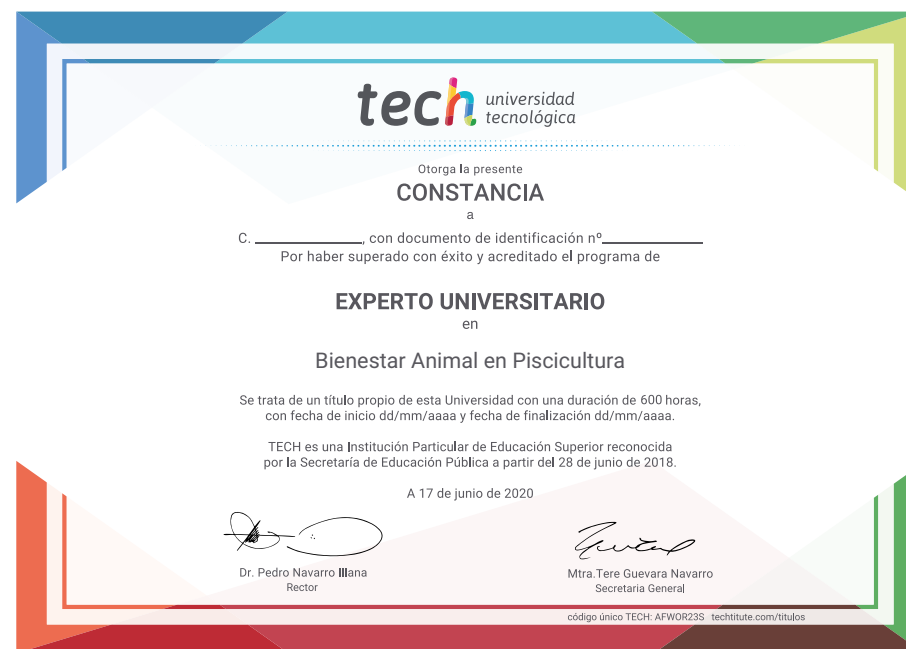 tech universidad
tecnológica
Otorga la presente
CONSTANCIA
a
C. ____________, con documento de identificación nº____________
Por haber superado con éxito y acreditado el programa de
EXPERTO UNIVERSITARIO
en
Bienestar Animal en Piscicultura
Se trata de un título propio de esta Universidad con una duración de 600 horas,
con fecha de inicio dd/mm/aaaa y fecha de finalización dd/mm/aaaa.
TECH es una Institución Particular de Educación Superior reconocida
por la Secretaría de Educación Pública a partir del 28 de junio de 2018.
A 17 de junio de 2020
Dr. Pedro Navarro Illana
Rector
Mtra.Tere Guevara Navarro
Secretaria General
código único TECH: AFWOR23S techtitute.com/titulos